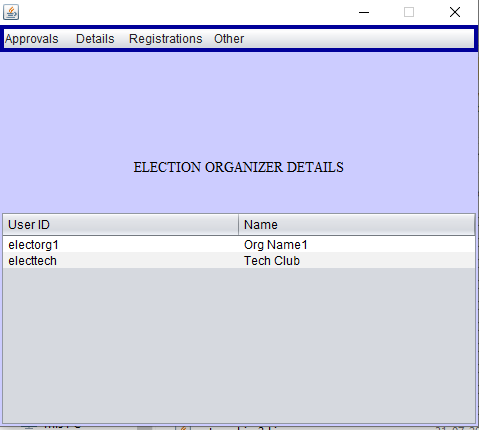 Approvals Details Registrations Other
ELECTION ORGANIZER DETAILS
User ID Name
electorg1 Org Name1
electtech Tech Club